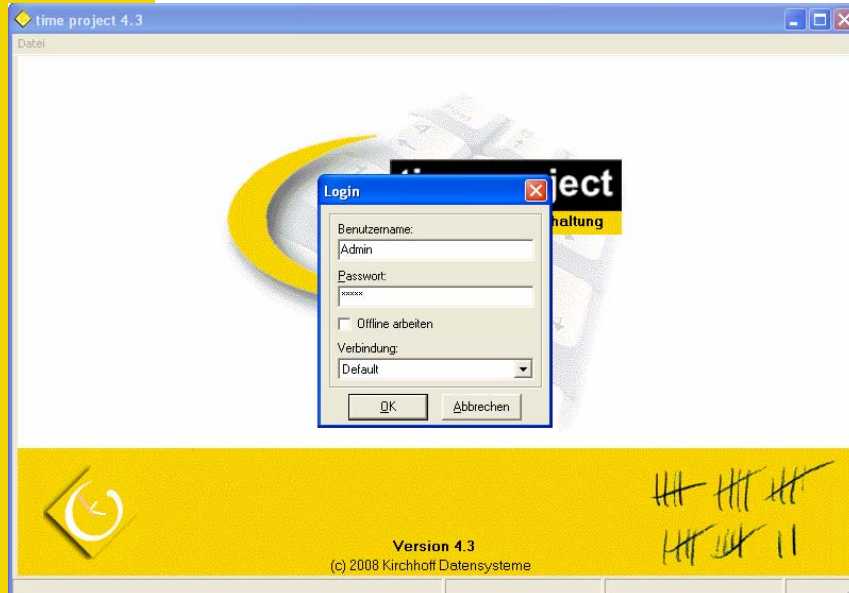 time project 4.3
Datei
ject
haltung
Login
Benutzername:
Admin
Passwort:
*****
Offline arbeiten
Verbindung:
Default
OK
Abbrechen
Version 4.3
(c) 2008 Kirchhoff Datensysteme